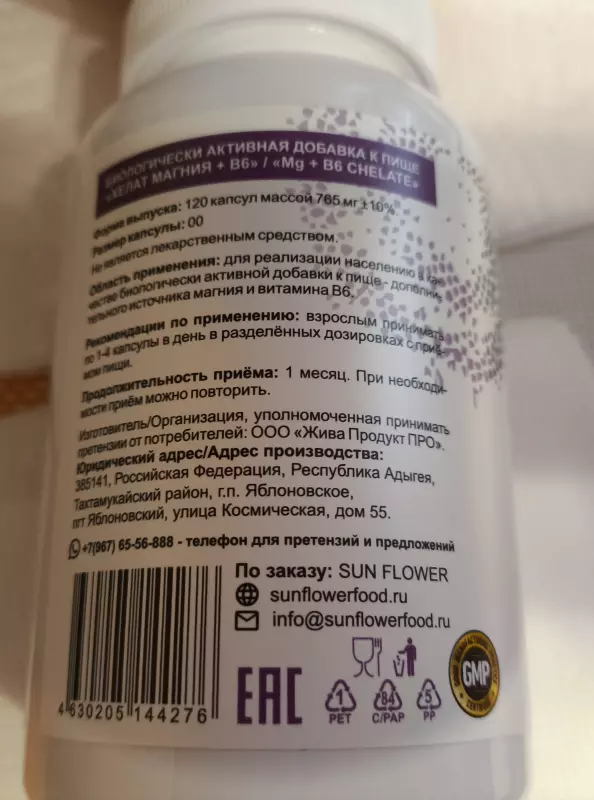 БИОЛОГИЧЕСКИ АКТИВНАЯ ДОБАВКА К ПИЩЕ
«ХЕЛАТ МАГНИЯ + В6» / «Mg + B6 CHELATE»
Форма выпуска: 120 капсул массой 765 мг ±10%.
Размер капсулы: 00
Не является лекарственным средством.
Область применения: для реализации населению в ка-
честве биологически активной добавки к пище - дополни-
тельного источника магния и витамина В6.
Рекомендации по применению: взрослым принимать
по 1-4 капсулы в день в разделённых дозировках с приё-
мом пищи.
Продолжительность приёма: 1 месяц. При необходи-
мости приём можно повторить.
Изготовитель/Организация, уполномоченная принимать
претензии от потребителей: ООО «Жива Продукт ПРО».
Юридический адрес/Адрес производства:
385141, Российская Федерация, Республика Адыгея,
Тахтамукайский район, г.п. Яблоновское,
пгт Яблоновский, улица Космическая, дом 55.
+7(967) 65-56-888 - телефон для претензий и предложений
По заказу: SUN FLOWER
sunflowerfood.ru
info@sunflowerfood.ru
4 630205 144276
EAC
1
PET
84
C/PAP
5
PP
GMP